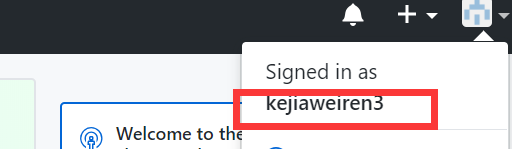 Signed in as
kejiaweiren3
Welcome to the